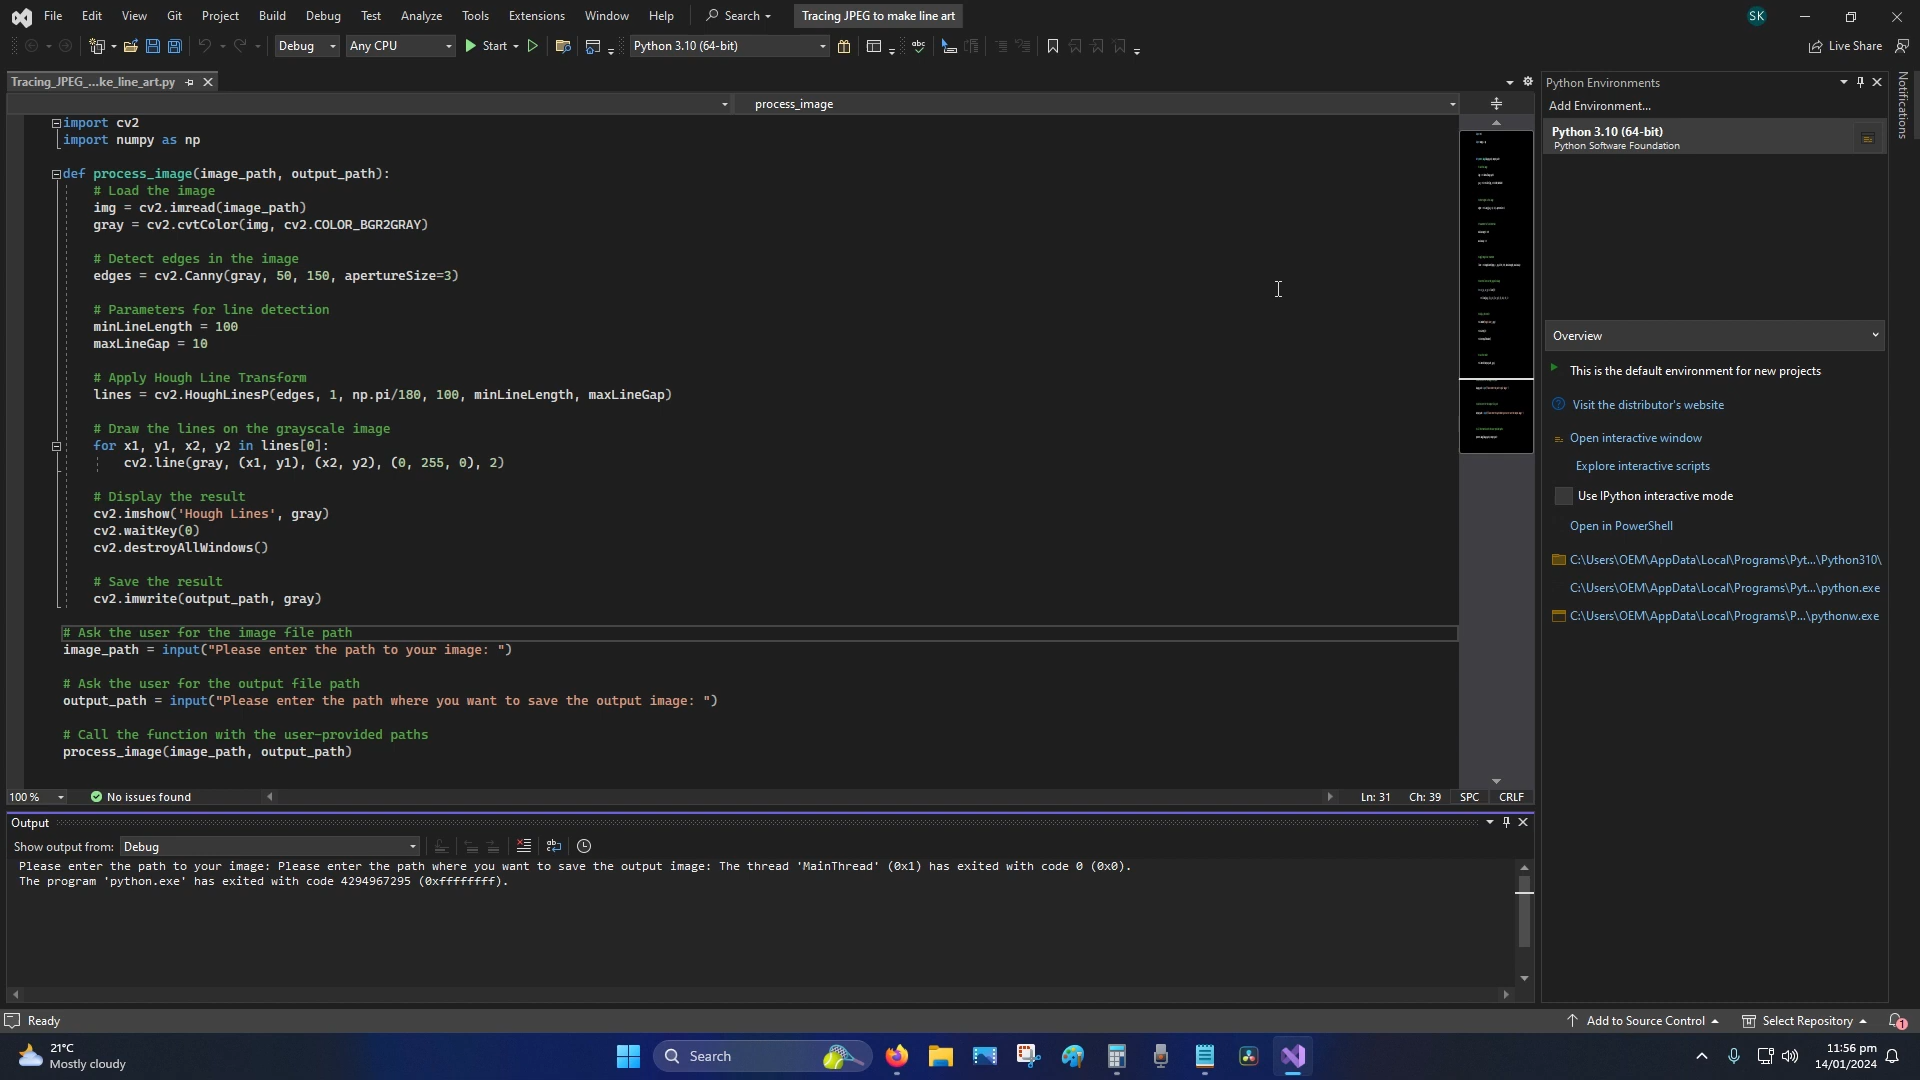 File Edit View Git Project Build Debug Test Analyze Tools Extensions Window Help Search Tracing JPEG to make line art SK
Debug Any CPU Start Python 3.10 (64-bit) Live Share
Tracing_JPEG_...ke_line_art.py
process_image
import cv2
import numpy as np
def process_image(image_path, output_path):
# Load the image
img = cv2.imread(image_path)
gray = cv2.cvtColor(img, cv2.COLOR_BGR2GRAY)
# Detect edges in the image
edges = cv2.Canny(gray, 50, 150, apertureSize=3)
# Parameters for line detection
minLineLength = 100
maxLineGap = 10
# Apply Hough Line Transform
lines = cv2.HoughLinesP(edges, 1, np.pi/180, 100, minLineLength, maxLineGap)
# Draw the lines on the grayscale image
for x1, y1, x2, y2 in lines[0]:
cv2.line(gray, (x1, y1), (x2, y2), (0, 255, 0), 2)
# Display the result
cv2.imshow('Hough Lines', gray)
cv2.waitKey(0)
cv2.destroyAllWindows()
# Save the result
cv2.imwrite(output_path, gray)
# Ask the user for the image file path
image_path = input("Please enter the path to your image: ")
# Ask the user for the output file path
output_path = input("Please enter the path where you want to save the output image: ")
# Call the function with the user-provided paths
process_image(image_path, output_path)
100 % No issues found Ln: 31 Ch: 39 SPC CRLF
Output
Show output from: Debug
Please enter the path to your image: Please enter the path where you want to save the output image: The thread 'MainThread' (0x1) has exited with code 0 (0x0).
The program 'python.exe' has exited with code 4294967295 (0xffffffff).
Python Environments
Add Environment...
Python 3.10 (64-bit)
Python Software Foundation
Overview
This is the default environment for new projects
Visit the distributor's website
Open interactive window
Explore interactive scripts
Use IPython interactive mode
Open in PowerShell
C:\Users\OEM\AppData\Local\Programs\Pyt...\Python310\
C:\Users\OEM\AppData\Local\Programs\Pyt...\python.exe
C:\Users\OEM\AppData\Local\Programs\P...\pythonw.exe
Notifications
Ready Add to Source Control Select Repository 1
21°C
Mostly cloudy
Search
11:56 pm
14/01/2024